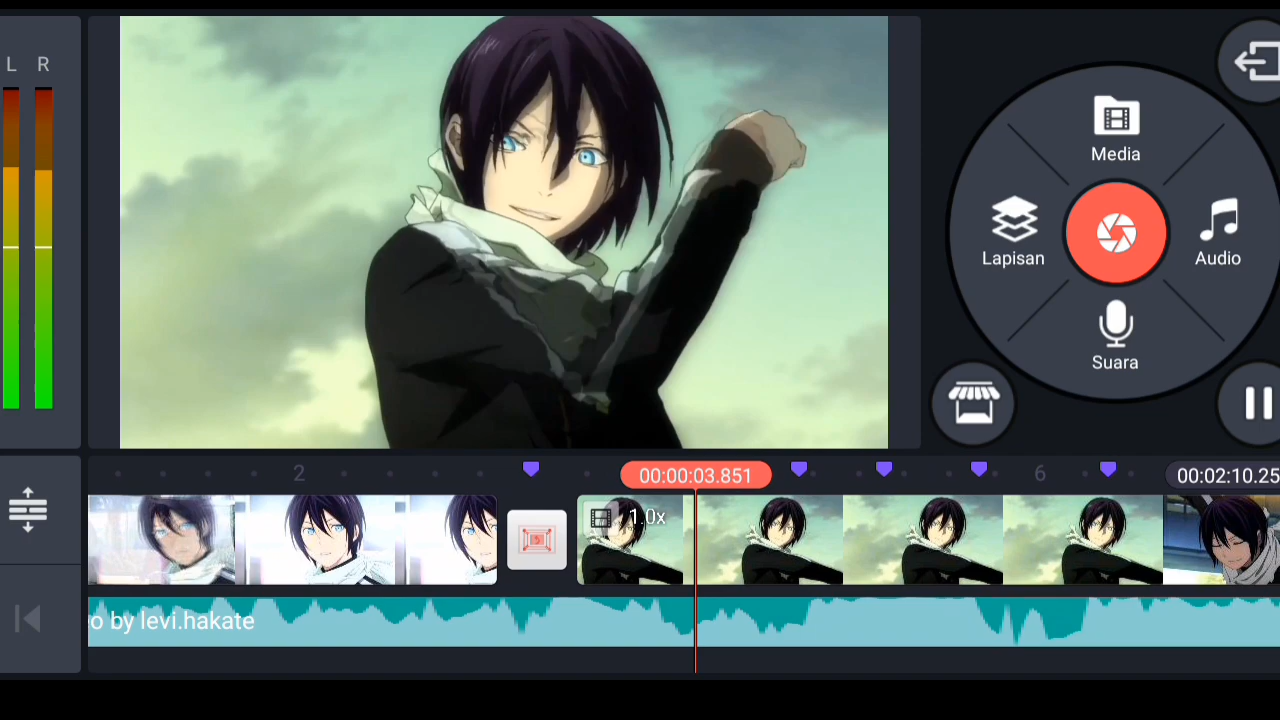 L R
Media
Lapisan
Audio
Suara
2
00:00:03.851
6
00:02:10.25
1.0x
eo by levi.hakate